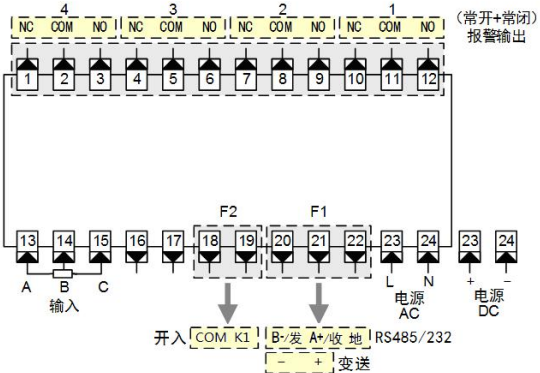 4 3 2 1
NC COM NO NC COM NO NC COM NO NC COM NO
(常开+常闭)
报警输出
1 2 3 4 5 6 7 8 9 10 11 12
F2 F1
13 14 15 16 17 18 19 20 21 22 23 24 23 24
A B C
输入
L N
电源
AC
+ −
电源
DC
开入 COM K1
B-/发 A+/收 地 RS485/232
− + 变送